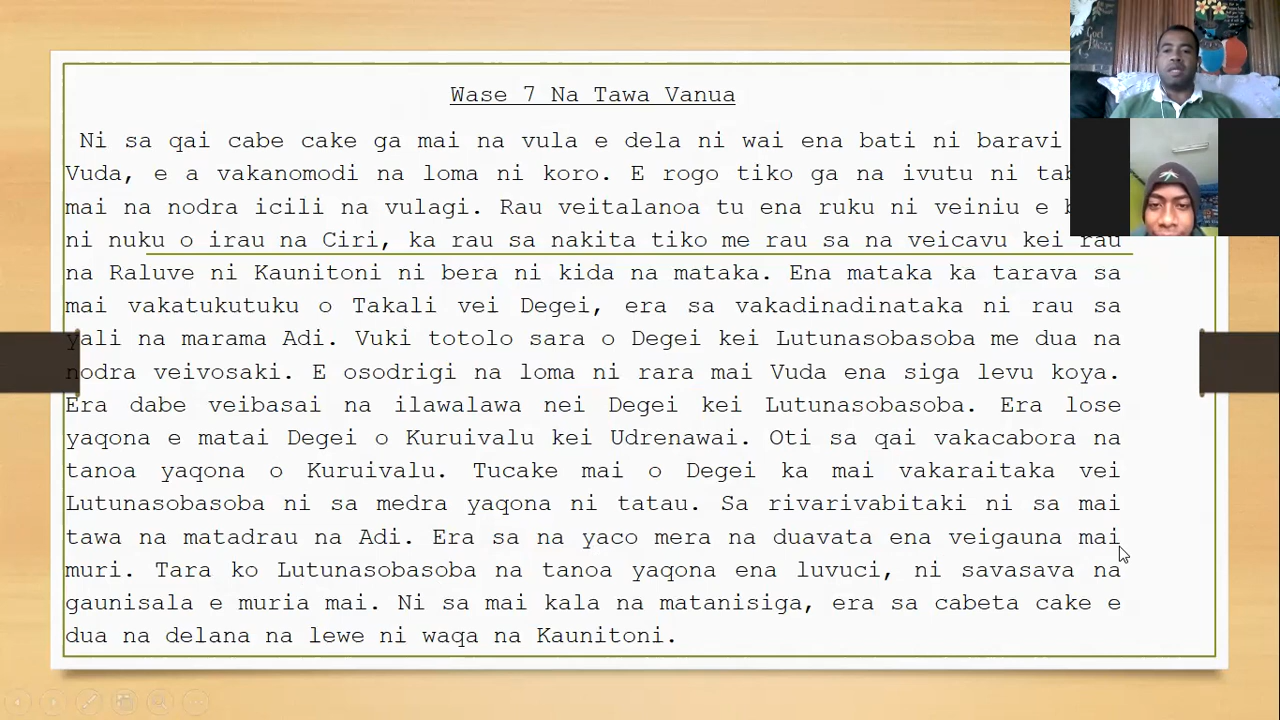 Wase 7 Na Tawa Vanua
Ni sa qai cabe cake ga mai na vula e dela ni wai ena bati ni baravi
Vuda, e a vakanomodi na loma ni koro. E rogo tiko ga na ivutu ni
mai na nodra icili na vulagi. Rau veitalanoa tu ena ruku ni veiniu e
ni nuku o irau na Ciri, ka rau sa nakita tiko me rau sa na veicavu kei rau
na Raluve ni Kaunitoni ni bera ni kida na mataka. Ena mataka ka tarava sa
mai vakatukutuku o Takali vei Degei, era sa vakadinadinataka ni rau sa
yali na marama Adi. Vuki totolo sara o Degei kei Lutunasobasoba me dua na
nodra veivosaki. E osodrigi na loma ni rara mai Vuda ena siga levu koya.
Era dabe veibasai na ilawalawa nei Degei kei Lutunasobasoba. Era lose
yaqona e matai Degei o Kuruivalu kei Udrenawai. Oti sa qai vakacabora na
tanoa yaqona o Kuruivalu. Tucake mai o Degei ka mai vakaraitaka vei
Lutunasobasoba ni sa medra yaqona ni tatau. Sa rivarivabitaki ni sa mai
tawa na matadrau na Adi. Era sa na yaco mera na duavata ena veigauna mai
muri. Tara ko Lutunasobasoba na tanoa yaqona ena luvuci, ni savasava na
gaunisala e muria mai. Ni sa mai kala na matanisiga, era sa cabeta cake e
dua na delana na lewe ni waqa na Kaunitoni.